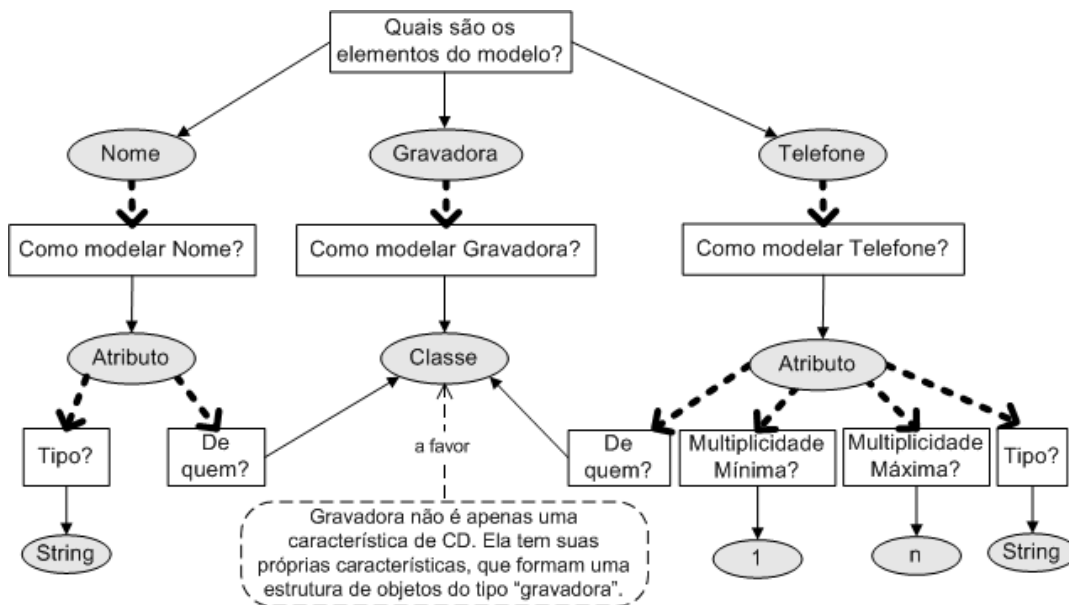 Quais são os
elementos do modelo?
Nome
Gravadora
Telefone
Como modelar Nome?
Como modelar Gravadora?
Como modelar Telefone?
Atributo
Classe
Atributo
Tipo?
De
quem?
a favor
De
quem?
Multiplicidade
Mínima?
Multiplicidade
Máxima?
Tipo?
String
Gravadora não é apenas uma
característica de CD. Ela tem suas
próprias características, que formam uma
estrutura de objetos do tipo “gravadora”.
1
n
String